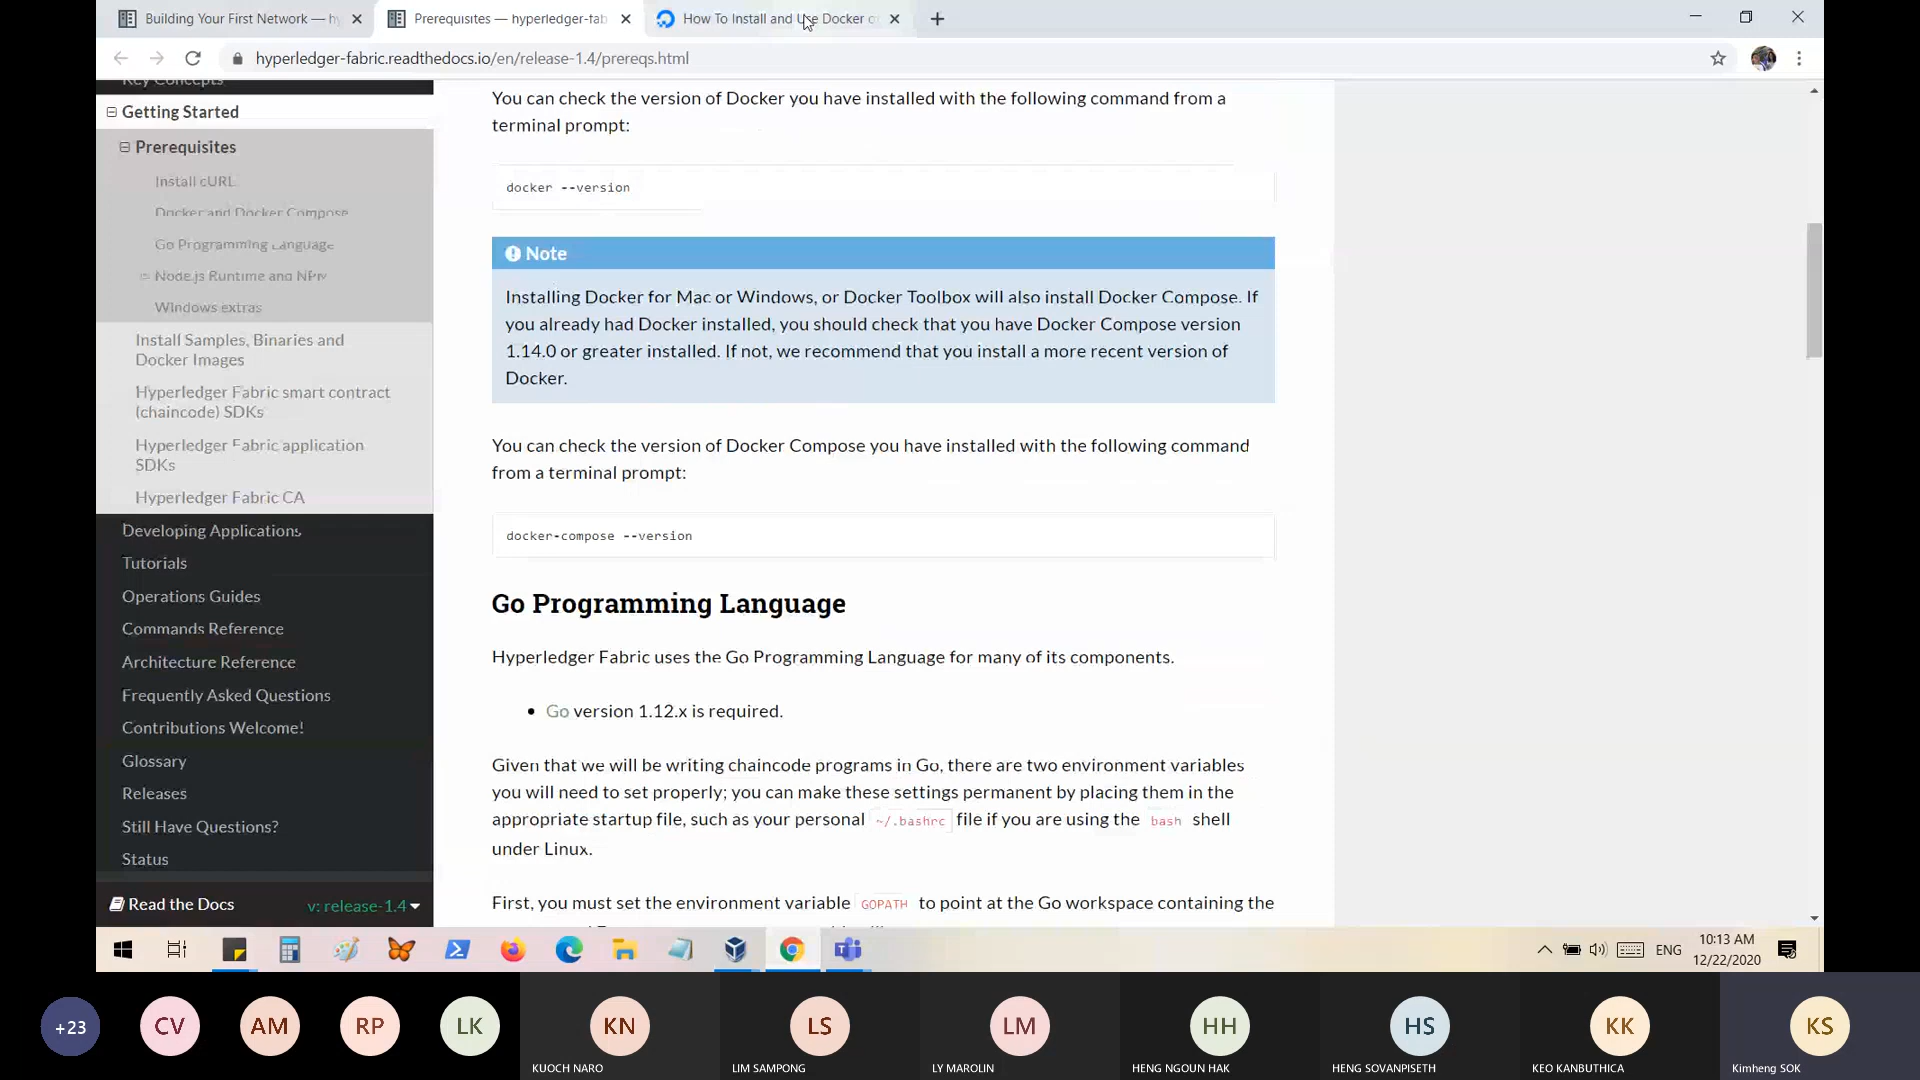 Building Your First Network — hy
Prerequisites — hyperledger-fab
How To Install and Use Docker o
hyperledger-fabric.readthedocs.io/en/release-1.4/prereqs.html
Key Concepts
Getting Started
Prerequisites
Install cURL
Docker and Docker Compose
Go Programming Language
Node.js Runtime and NPM
Windows extras
Install Samples, Binaries and
Docker Images
Hyperledger Fabric smart contract
(chaincode) SDKs
Hyperledger Fabric application
SDKs
Hyperledger Fabric CA
Developing Applications
Tutorials
Operations Guides
Commands Reference
Architecture Reference
Frequently Asked Questions
Contributions Welcome!
Glossary
Releases
Still Have Questions?
Status
Read the Docs
v: release-1.4
You can check the version of Docker you have installed with the following command from a
terminal prompt:
docker --version
Note
Installing Docker for Mac or Windows, or Docker Toolbox will also install Docker Compose. If
you already had Docker installed, you should check that you have Docker Compose version
1.14.0 or greater installed. If not, we recommend that you install a more recent version of
Docker.
You can check the version of Docker Compose you have installed with the following command
from a terminal prompt:
docker-compose --version
Go Programming Language
Hyperledger Fabric uses the Go Programming Language for many of its components.
• Go version 1.12.x is required.
Given that we will be writing chaincode programs in Go, there are two environment variables
you will need to set properly; you can make these settings permanent by placing them in the
appropriate startup file, such as your personal ~/.bashrc file if you are using the bash shell
under Linux.
First, you must set the environment variable GOPATH to point at the Go workspace containing the
ENG
10:13 AM
12/22/2020
+23
CV
AM
RP
LK
KN
LS
LM
HH
HS
KK
KS
KUOCH NARO
LIM SAMPONG
LY MAROLIN
HENG NGOUN HAK
HENG SOVANPISETH
KEO KANBUTHICA
Kimheng SOK